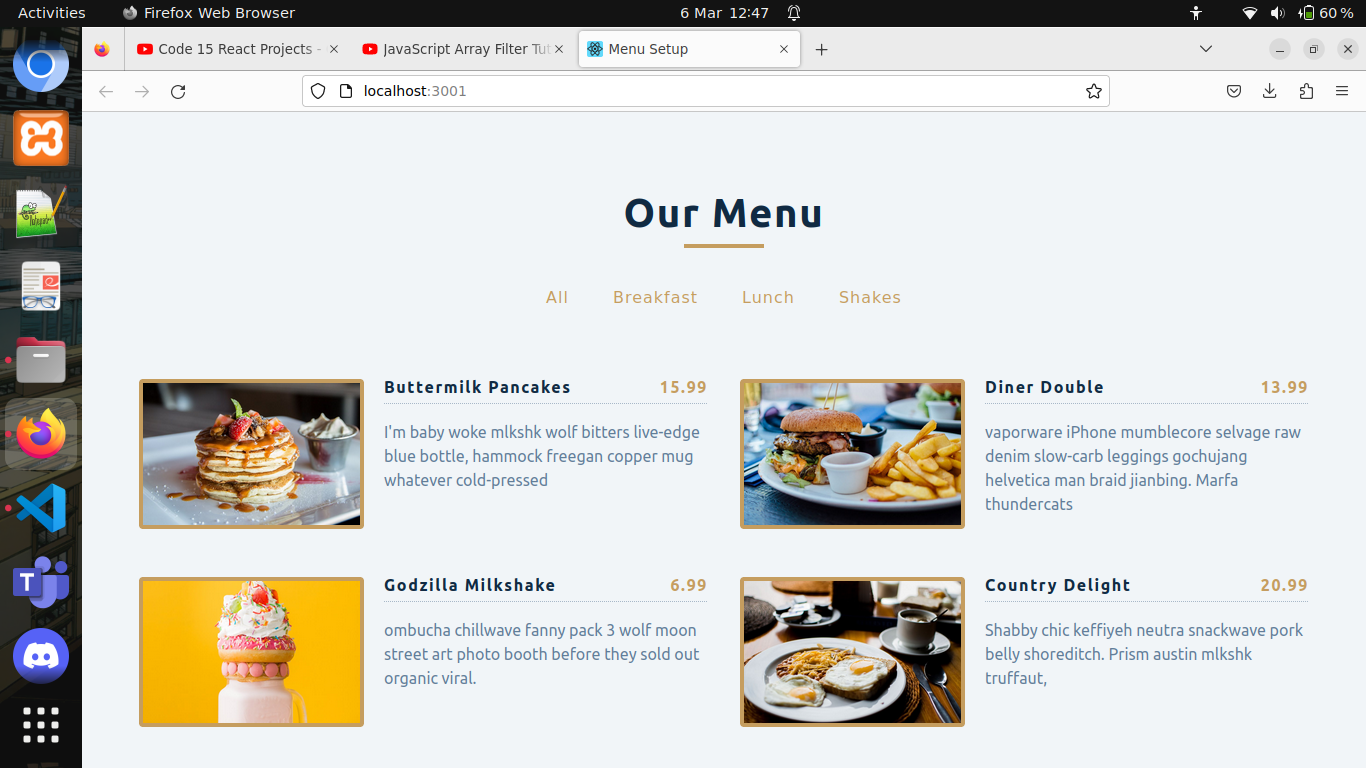 Activities Firefox Web Browser 6 Mar 12:47 60 %
Code 15 React Projects - JavaScript Array Filter Tut Menu Setup
localhost:3001
Our Menu
All Breakfast Lunch Shakes
Buttermilk Pancakes 15.99
I'm baby woke mlkshk wolf bitters live-edge
blue bottle, hammock freegan copper mug
whatever cold-pressed
Diner Double 13.99
vaporware iPhone mumblecore selvage raw
denim slow-carb leggings gochujang
helvetica man braid jianbing. Marfa
thundercats
Godzilla Milkshake 6.99
ombucha chillwave fanny pack 3 wolf moon
street art photo booth before they sold out
organic viral.
Country Delight 20.99
Shabby chic keffiyeh neutra snackwave pork
belly shoreditch. Prism austin mlkshk
truffaut,